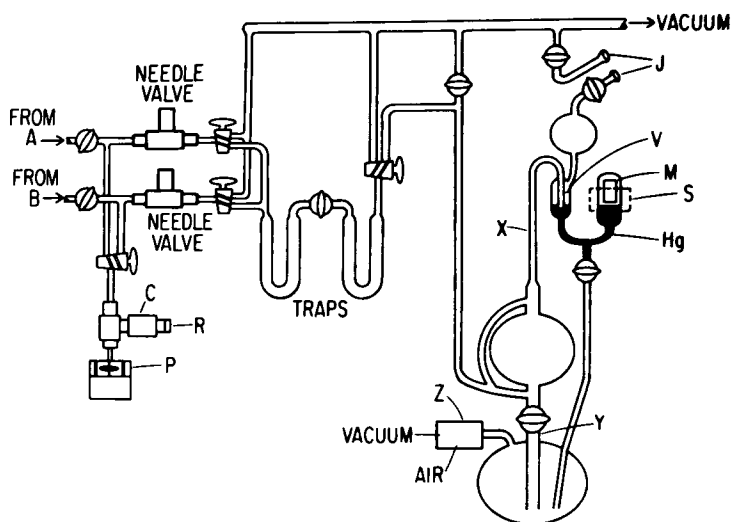 →VACUUM
NEEDLE
VALVE
J
FROM
A→
V
M
S
FROM
B→
NEEDLE
VALVE
X
Hg
TRAPS
C
R
P
Z
Y
VACUUM
AIR